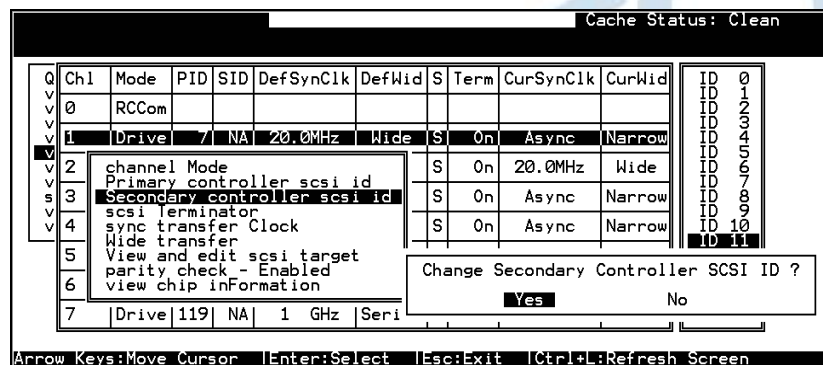 Cache Status: Clean
Q Chl Mode PID SID DefSynClk DefWid S Term CurSynClk CurWid
v
v 0 RCCom
v
v 1 Drive 7 NA 20.0MHz Wide S On Async Narrow
v
v 2 S On 20.0MHz Wide
v
s 3 S On Async Narrow
v 4 S On Async Narrow
5
6
7 Drive 119 NA 1 GHz Seri
channel Mode
Primary controller scsi id
Secondary controller scsi id
scsi Terminator
sync transfer Clock
Wide transfer
View and edit scsi target
parity check - Enabled
view chip inFormation
ID 0
ID 1
ID 2
ID 3
ID 4
ID 5
ID 6
ID 7
ID 8
ID 9
ID 10
ID 11
Change Secondary Controller SCSI ID ?
Yes No
Arrow Keys:Move Cursor |Enter:Select |Esc:Exit |Ctrl+L:Refresh Screen